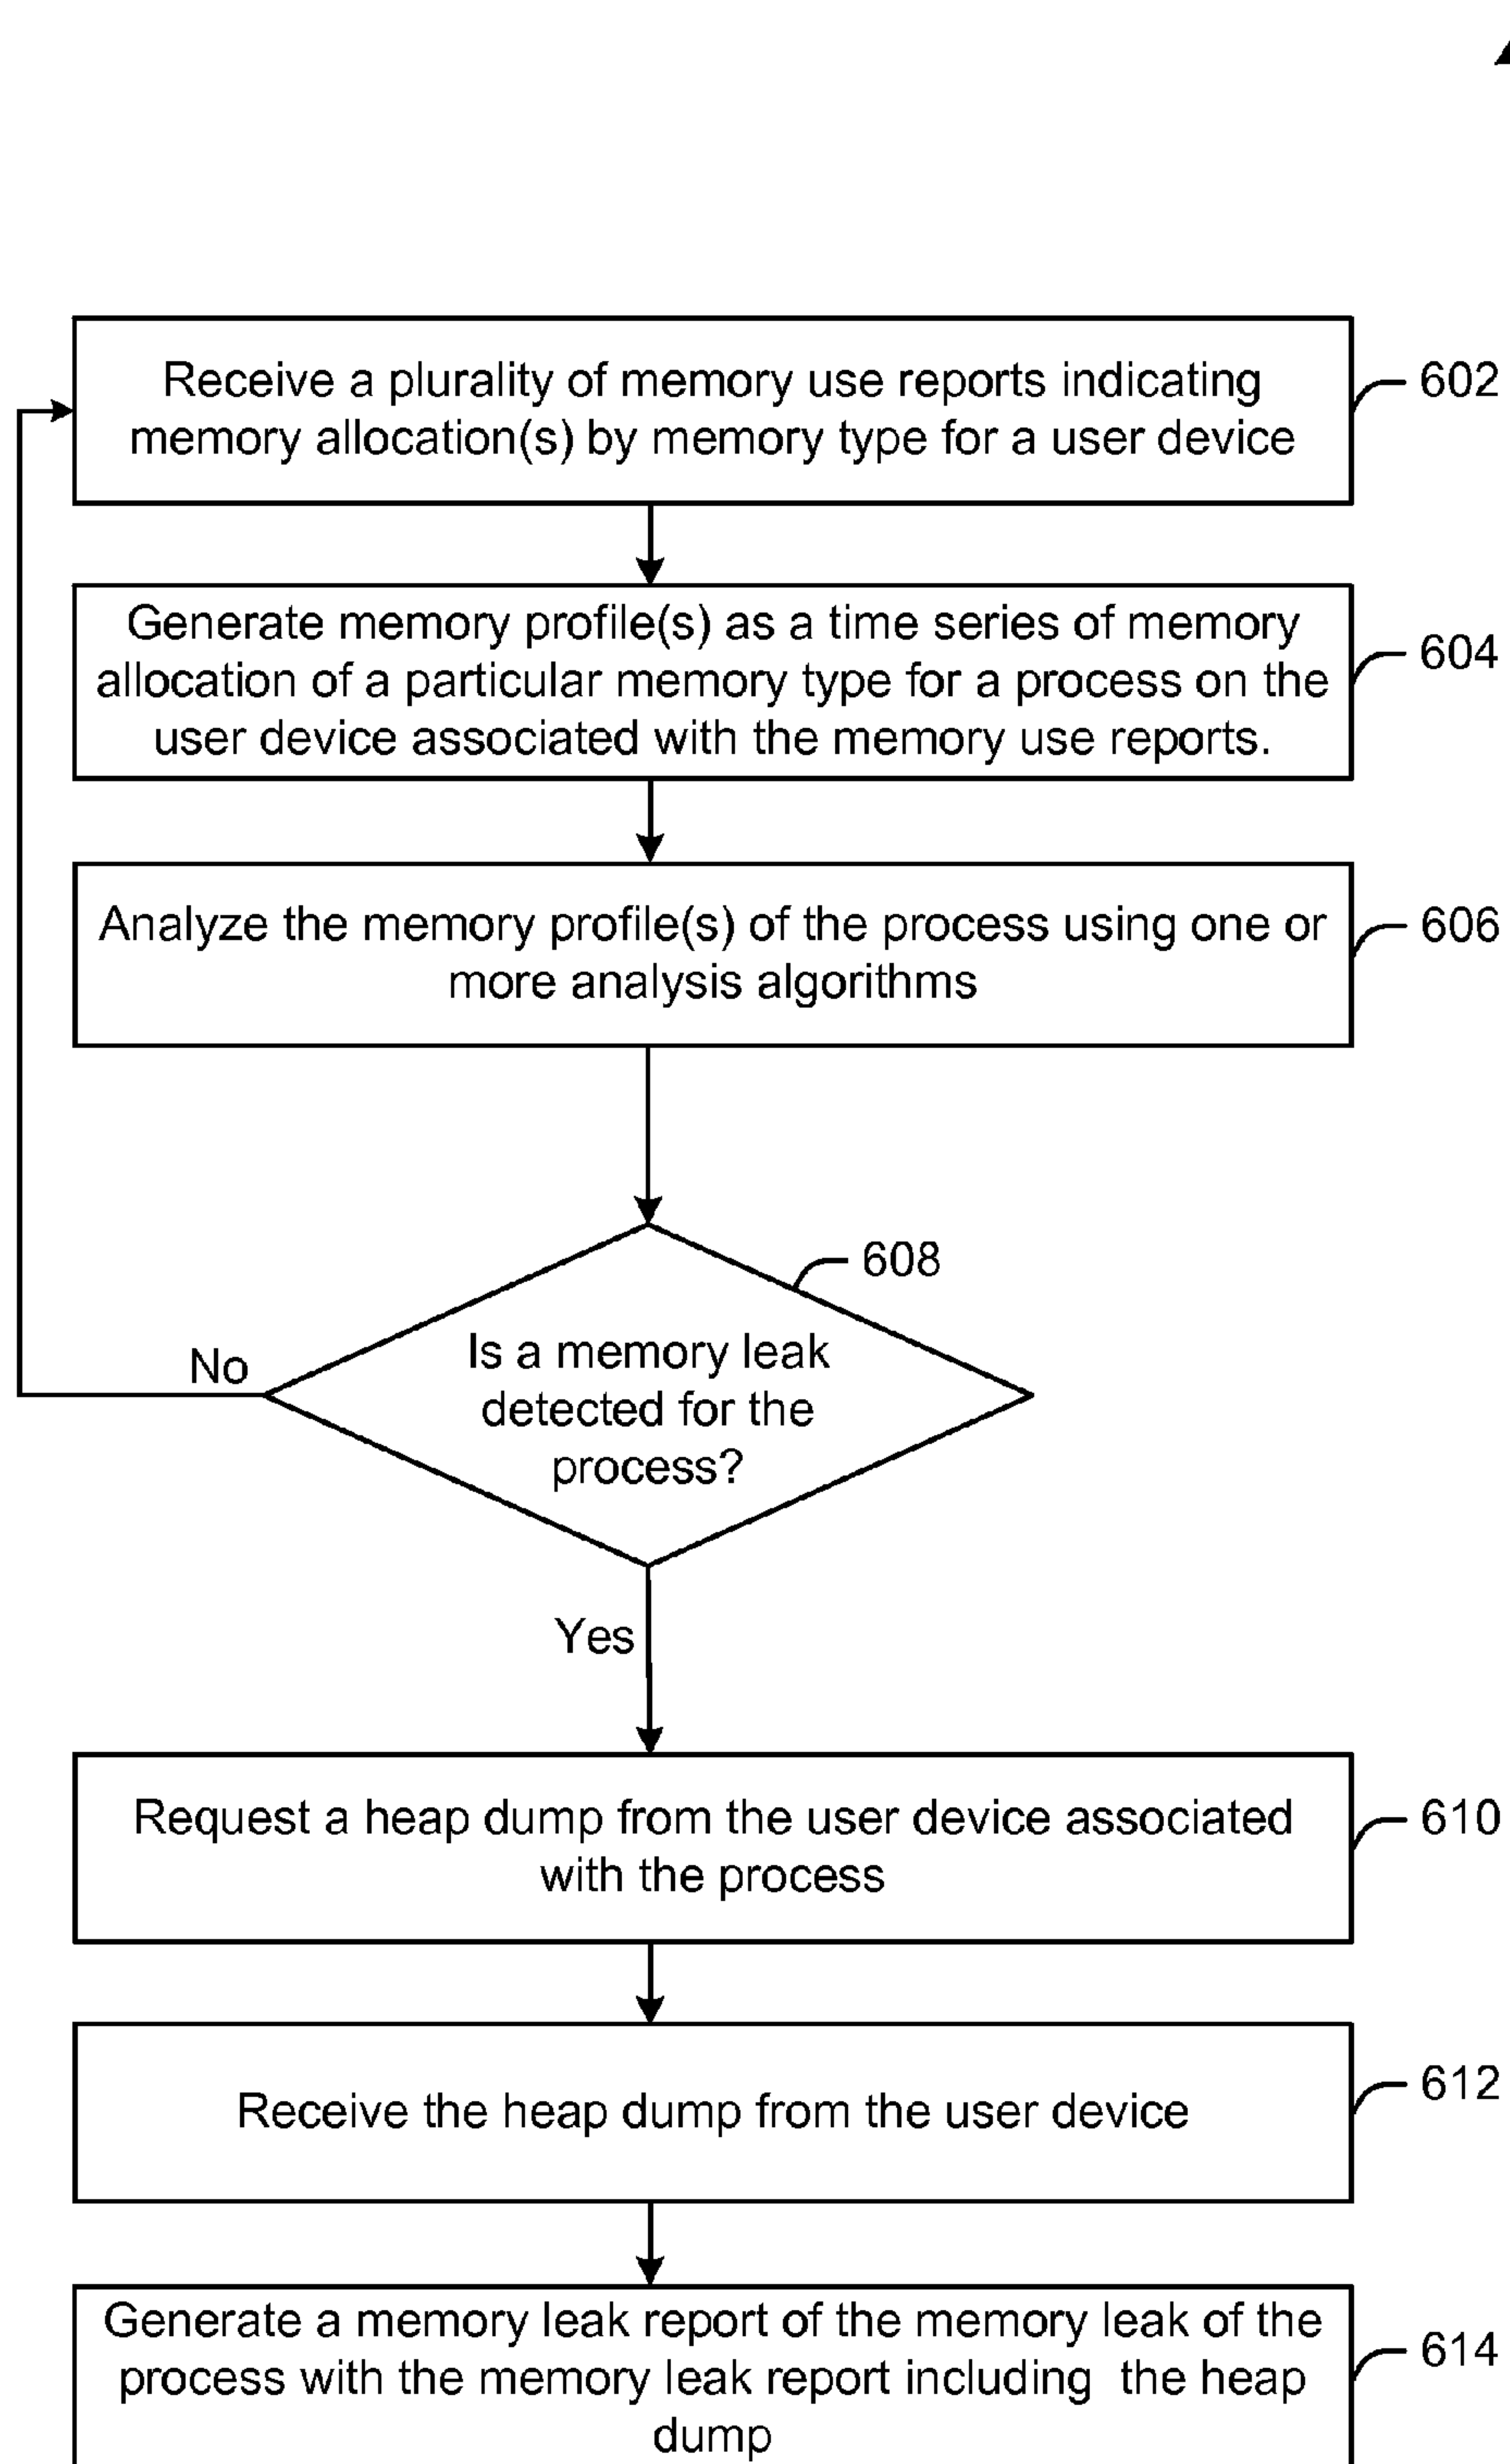 Receive a plurality of memory use reports indicating
memory allocation(s) by memory type for a user device
602
Generate memory profile(s) as a time series of memory
allocation of a particular memory type for a process on the
user device associated with the memory use reports.
604
Analyze the memory profile(s) of the process using one or
more analysis algorithms
606
608
Is a memory leak
detected for the
process?
No
Yes
Request a heap dump from the user device associated
with the process
610
Receive the heap dump from the user device
612
Generate a memory leak report of the memory leak of the
process with the memory leak report including the heap
dump
614